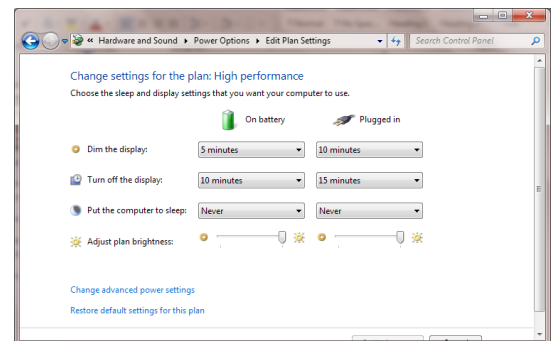 « Hardware and Sound ▸ Power Options ▸ Edit Plan Settings Search Control Panel
Change settings for the plan: High performance
Choose the sleep and display settings that you want your computer to use.
On battery Plugged in
Dim the display: 5 minutes 10 minutes
Turn off the display: 10 minutes 15 minutes
Put the computer to sleep: Never Never
Adjust plan brightness:
Change advanced power settings
Restore default settings for this plan